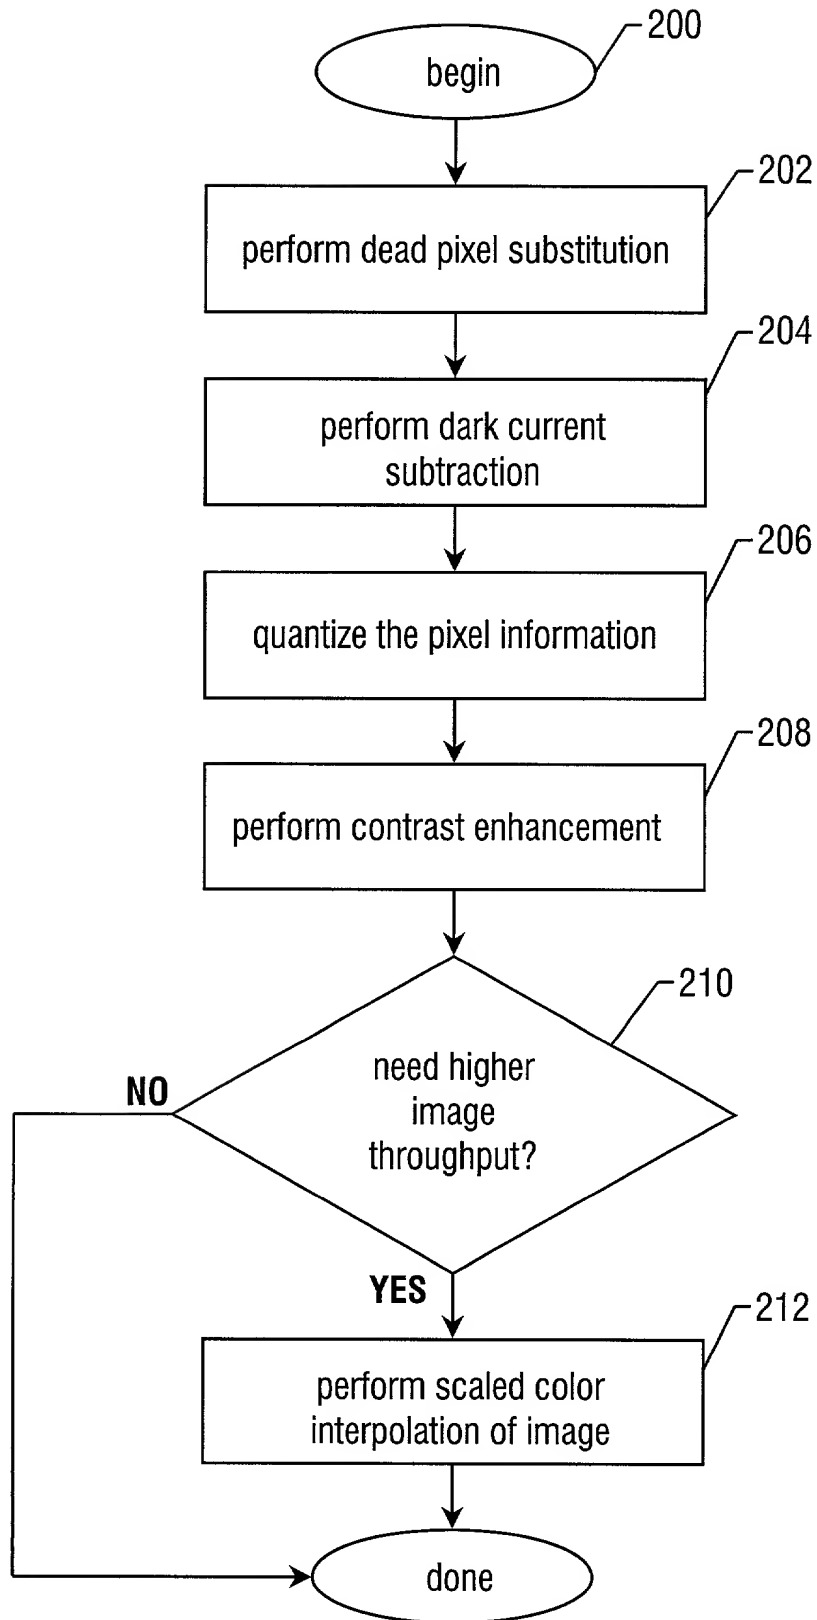 200
begin
202
perform dead pixel substitution
204
perform dark current
subtraction
206
quantize the pixel information
208
perform contrast enhancement
210
need higher
image
throughput?
NO
YES
212
perform scaled color
interpolation of image
done